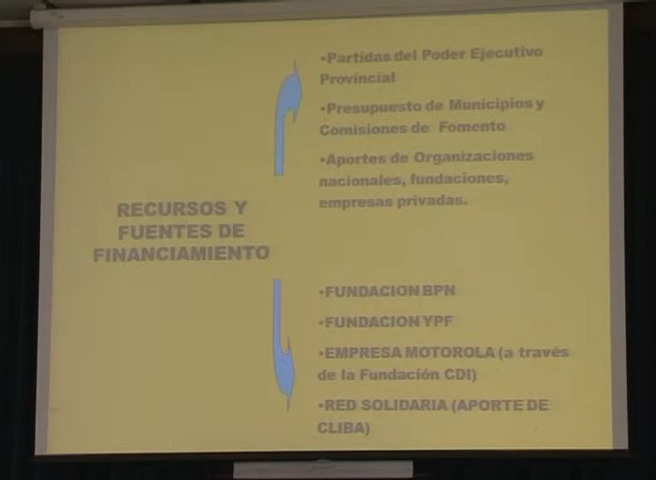 •Partidas del Poder Ejecutivo
Provincial
•Presupuesto de Municipios y
Comisiones de Fomento
•Aportes de Organizaciones
nacionales, fundaciones,
empresas privadas.
RECURSOS Y
FUENTES DE
FINANCIAMIENTO
•FUNDACION BPN
•FUNDACION YPF
•EMPRESA MOTOROLA (a través
de la Fundación CDI)
•RED SOLIDARIA (APORTE DE
CLIBA)